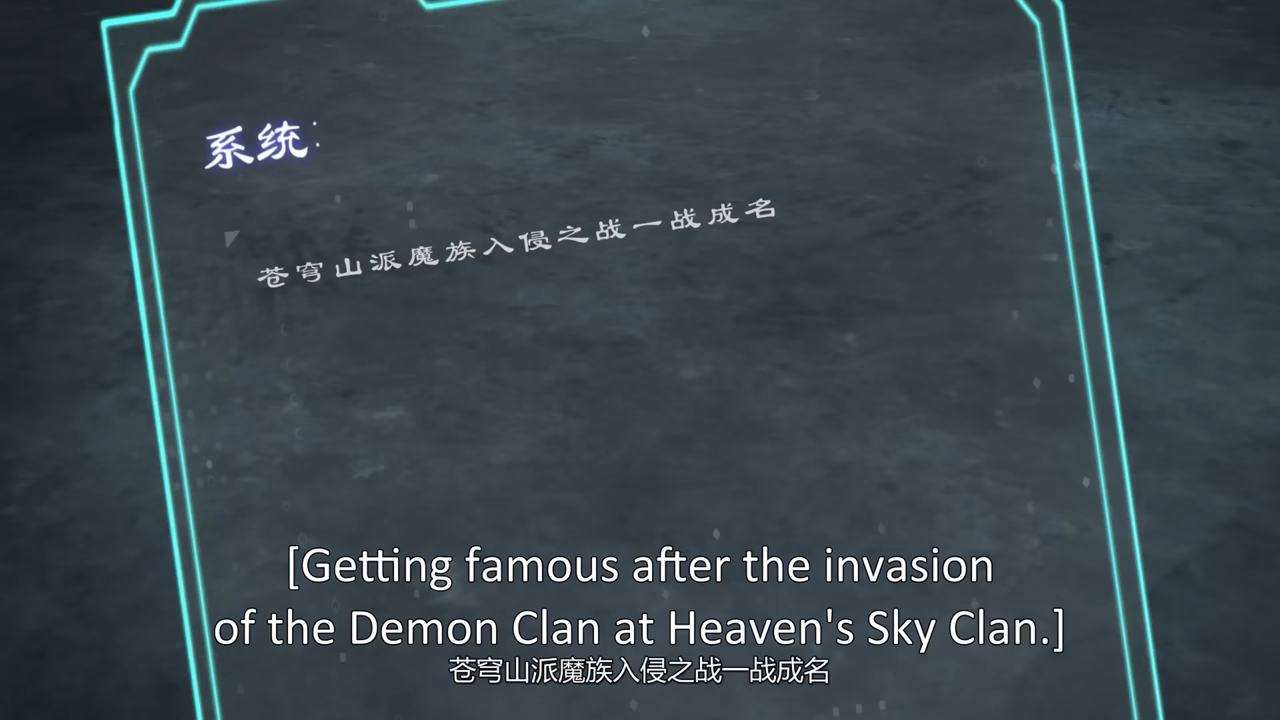 系统:
苍穹山派魔族入侵之战一战成名
[Getting famous after the invasion
of the Demon Clan at Heaven's Sky Clan.]
苍穹山派魔族入侵之战一战成名